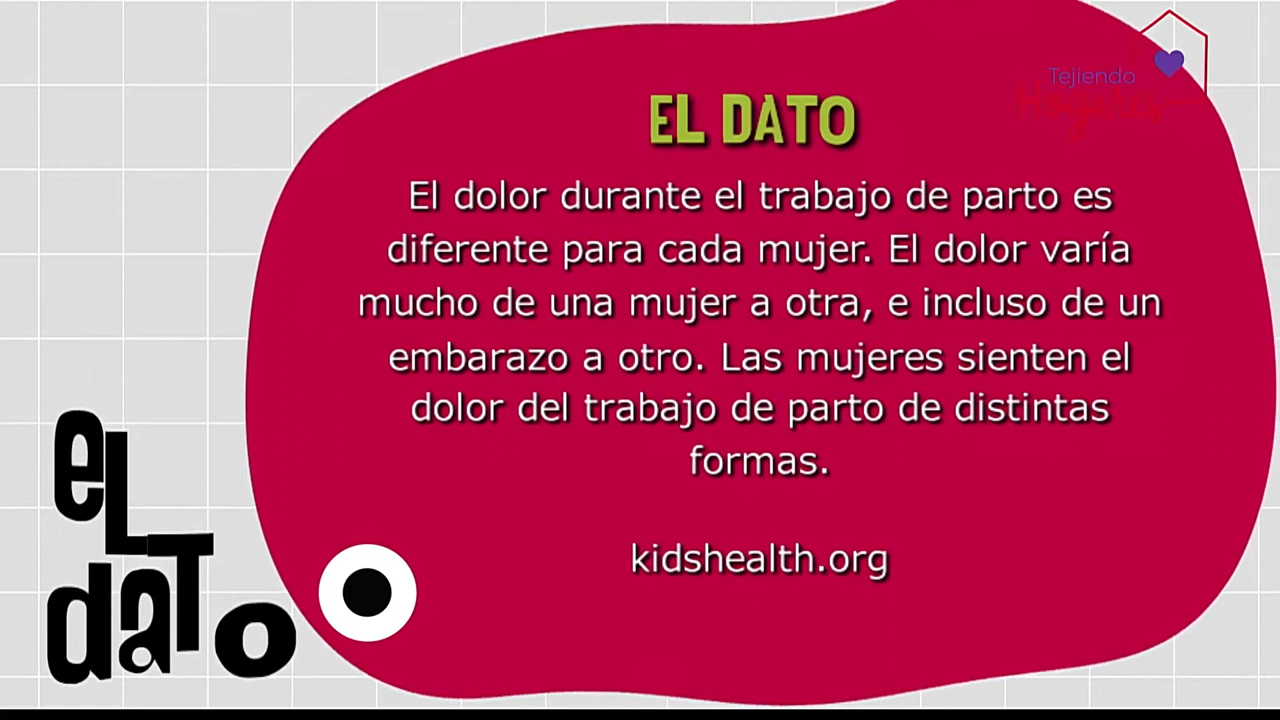 Tejiendo
Hogares
EL DATO
El dolor durante el trabajo de parto es
diferente para cada mujer. El dolor varía
mucho de una mujer a otra, e incluso de un
embarazo a otro. Las mujeres sienten el
dolor del trabajo de parto de distintas
formas.
kidshealth.org
eL
daTo